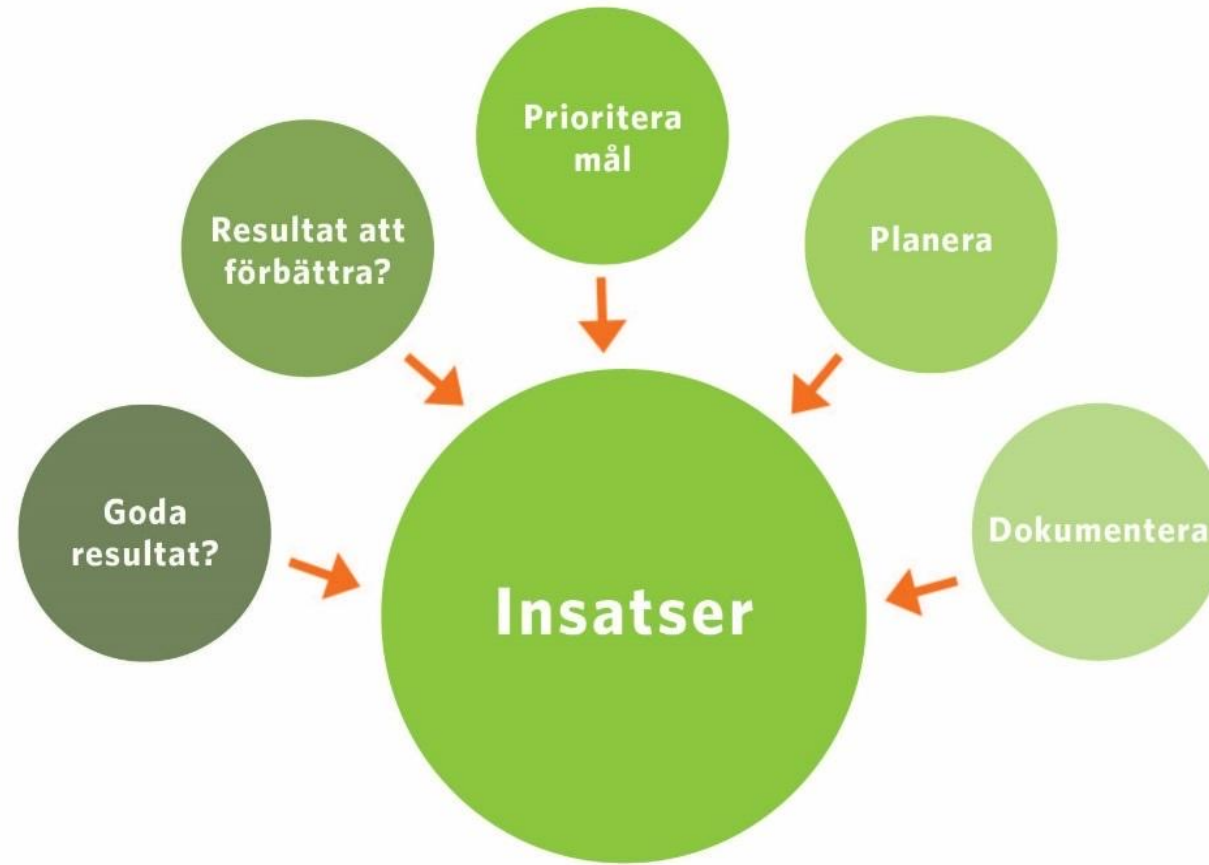 Prioritera
mål
Resultat att
förbättra?
Planera
Goda
resultat?
Dokumentera
Insatser